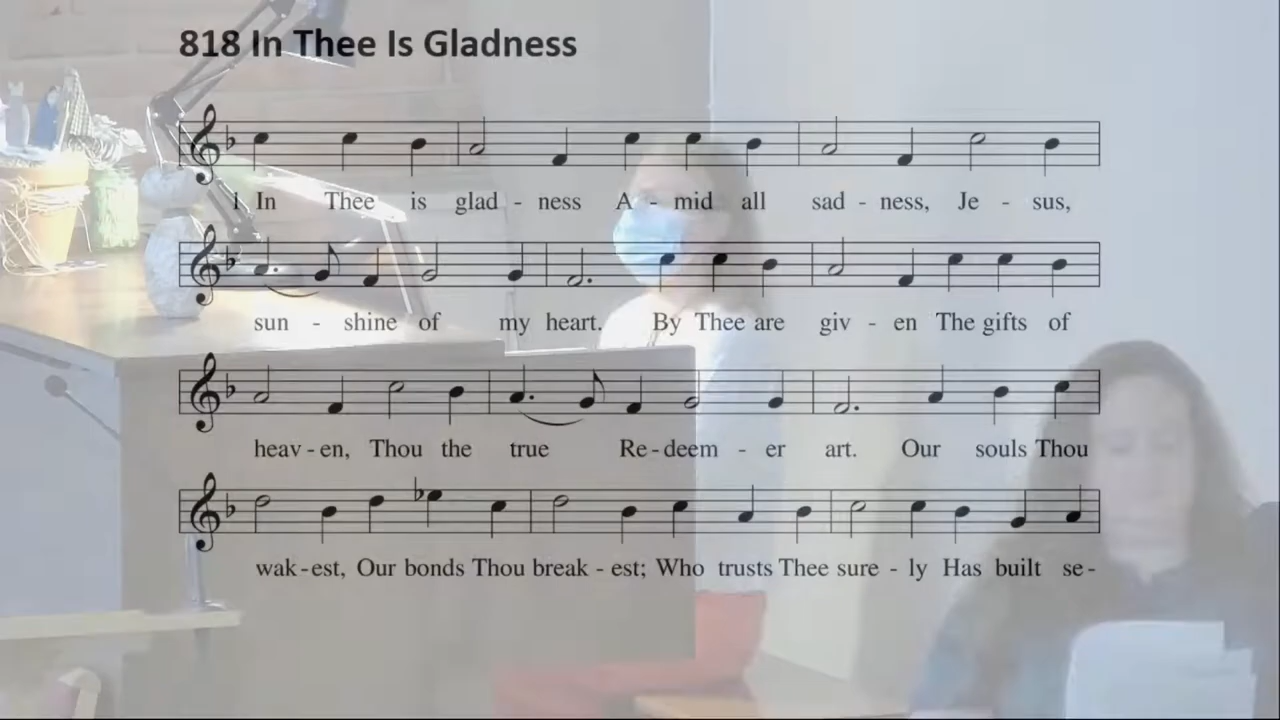 818 In Thee Is Gladness
1 In Thee is glad - ness A - mid all sad - ness, Je - sus,
sun - shine of my heart. By Thee are giv - en The gifts of
heav - en, Thou the true Re - deem - er art. Our souls Thou
wak - est, Our bonds Thou break - est; Who trusts Thee sure - ly Has built se -